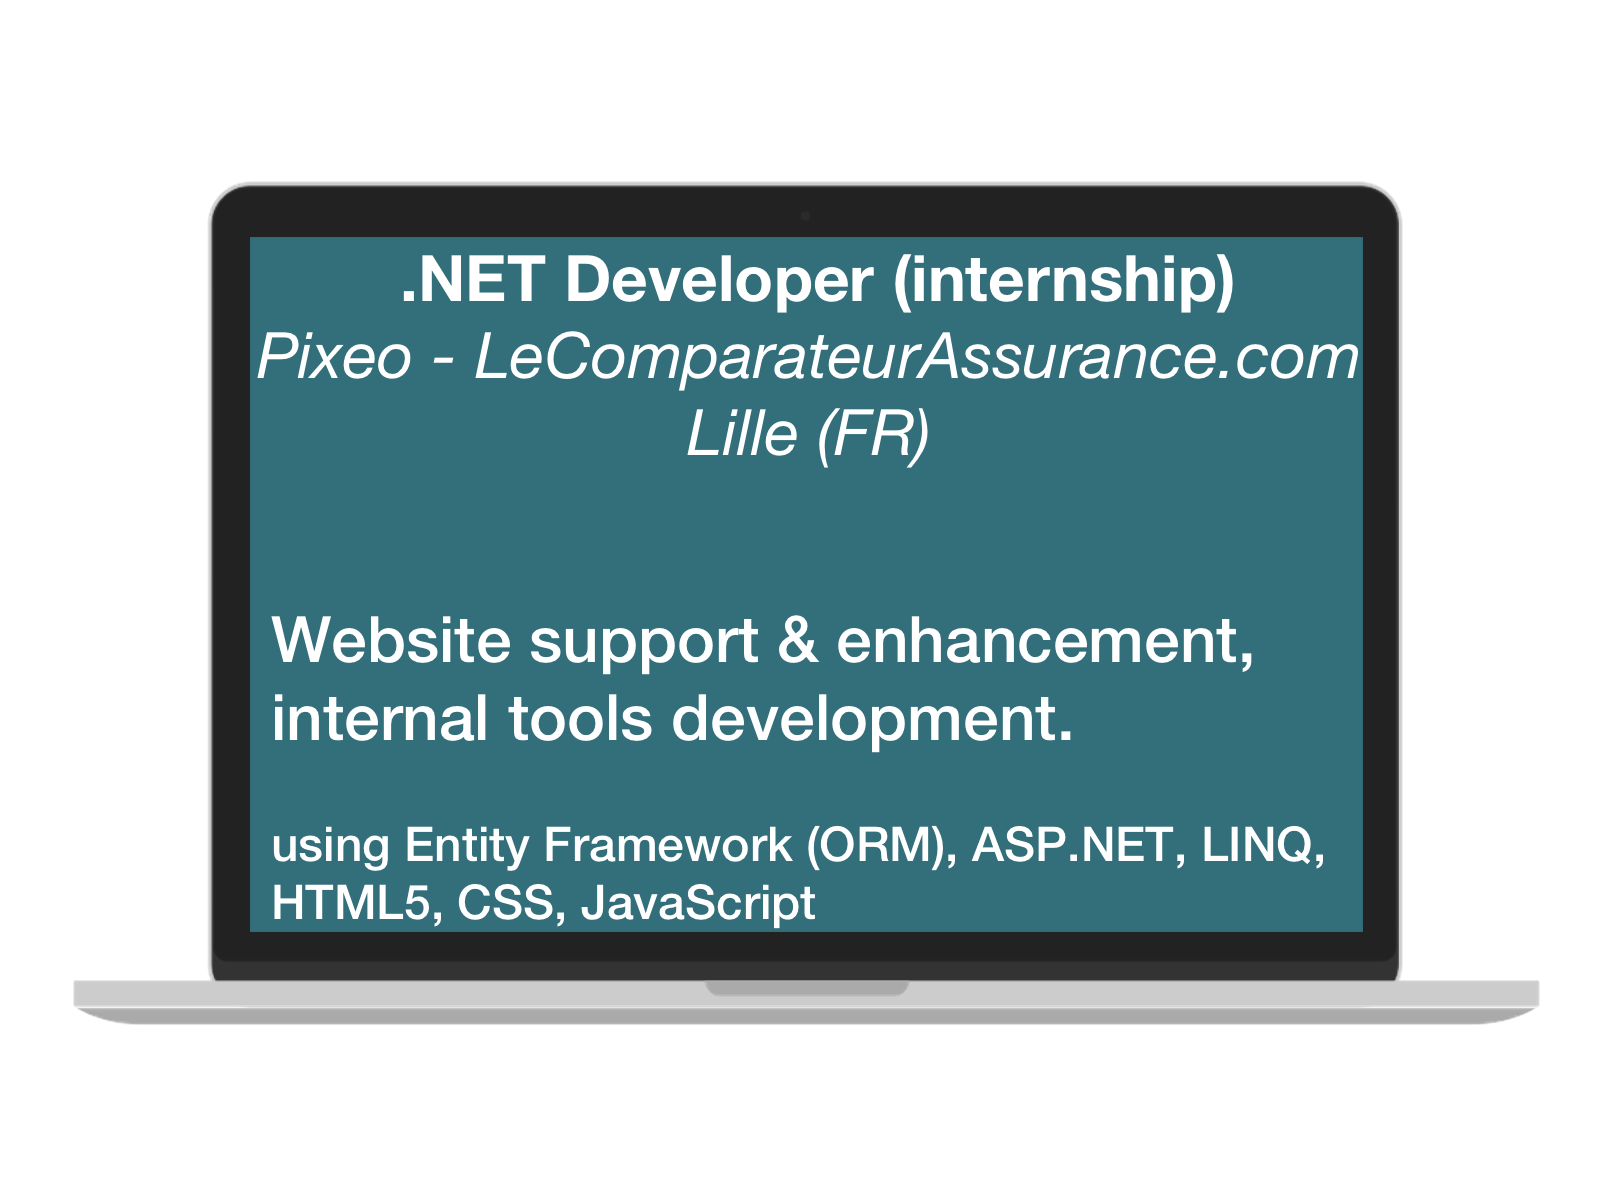 .NET Developer (internship)
Pixeo - LeComparateurAssurance.com
Lille (FR)
Website support & enhancement,
internal tools development.
using Entity Framework (ORM), ASP.NET, LINQ,
HTML5, CSS, JavaScript